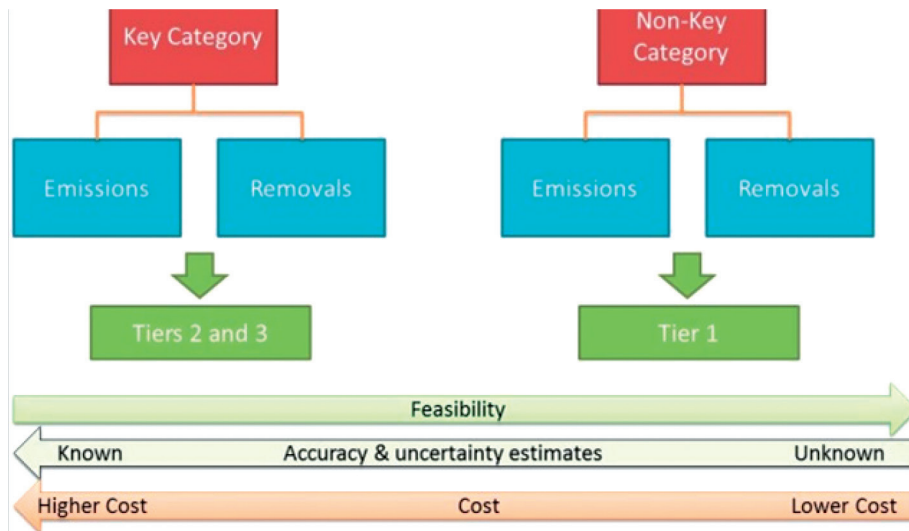 Key Category
Non-Key
Category
Emissions
Removals
Emissions
Removals
Tiers 2 and 3
Tier 1
Feasibility
Known
Accuracy & uncertainty estimates
Unknown
Higher Cost
Cost
Lower Cost